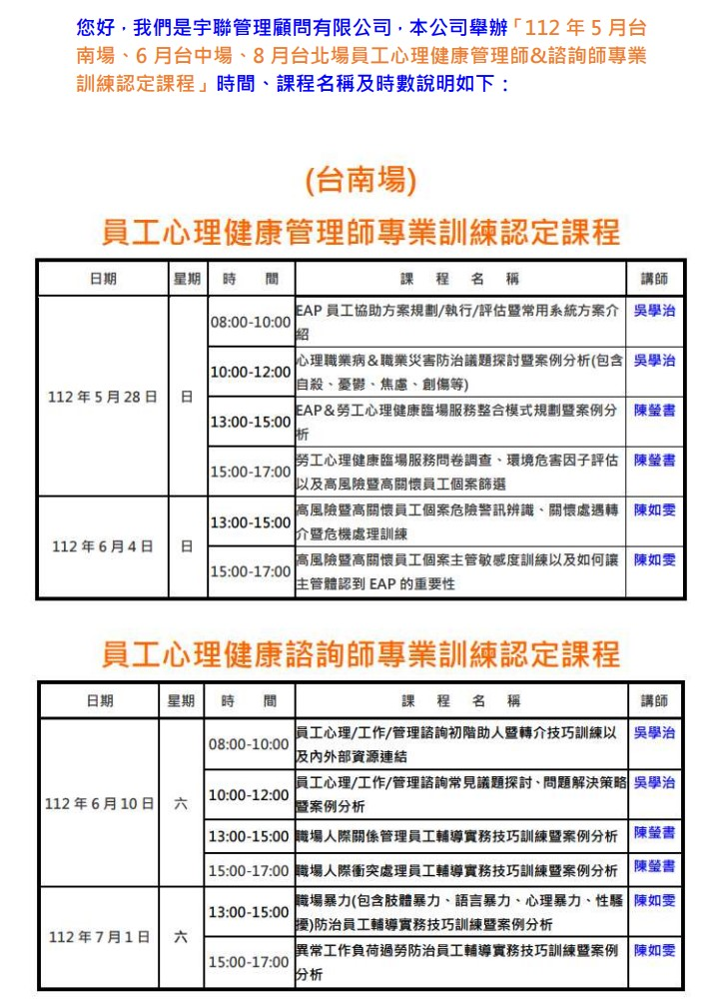 您好，我們是宇聯管理顧問有限公司，本公司舉辦「112 年 5 月台
南場、6 月台中場、8 月台北場員工心理健康管理師&諮詢師專業
訓練認定課程」時間、課程名稱及時數說明如下：
(台南場)
員工心理健康管理師專業訓練認定課程
日期 星期 時 間 課 程 名 稱 講師
112 年 5 月 28 日 日
08:00-10:00 EAP 員工協助方案規劃/執行/評估暨常用系統方案介
紹 吳學治
10:00-12:00 心理職業病＆職業災害防治議題探討暨案例分析(包含
自殺、憂鬱、焦慮、創傷等) 吳學治
13:00-15:00 EAP＆勞工心理健康臨場服務整合模式規劃暨案例分
析 陳瑩書
15:00-17:00 勞工心理健康臨場服務問卷調查、環境危害因子評估
以及高風險暨高關懷員工個案篩選 陳瑩書
112 年 6 月 4 日 日
13:00-15:00 高風險暨高關懷員工個案危險警訊辨識、關懷處遇轉
介暨危機處理訓練 陳如雯
15:00-17:00 高風險暨高關懷員工個案主管敏感度訓練以及如何讓
主管體認到 EAP 的重要性 陳如雯
員工心理健康諮詢師專業訓練認定課程
日期 星期 時 間 課 程 名 稱 講師
112 年 6 月 10 日 六
08:00-10:00 員工心理/工作/管理諮詢初階助人暨轉介技巧訓練以
及內外部資源連結 吳學治
10:00-12:00 員工心理/工作/管理諮詢常見議題探討、問題解決策略
暨案例分析 吳學治
13:00-15:00 職場人際關係管理員工輔導實務技巧訓練暨案例分析 陳瑩書
15:00-17:00 職場人際衝突處理員工輔導實務技巧訓練暨案例分析 陳瑩書
112 年 7 月 1 日 六
13:00-15:00 職場暴力(包含肢體暴力、語言暴力、心理暴力、性騷
擾)防治員工輔導實務技巧訓練暨案例分析 陳如雯
15:00-17:00 異常工作負荷過勞防治員工輔導實務技巧訓練暨案例
分析 陳如雯